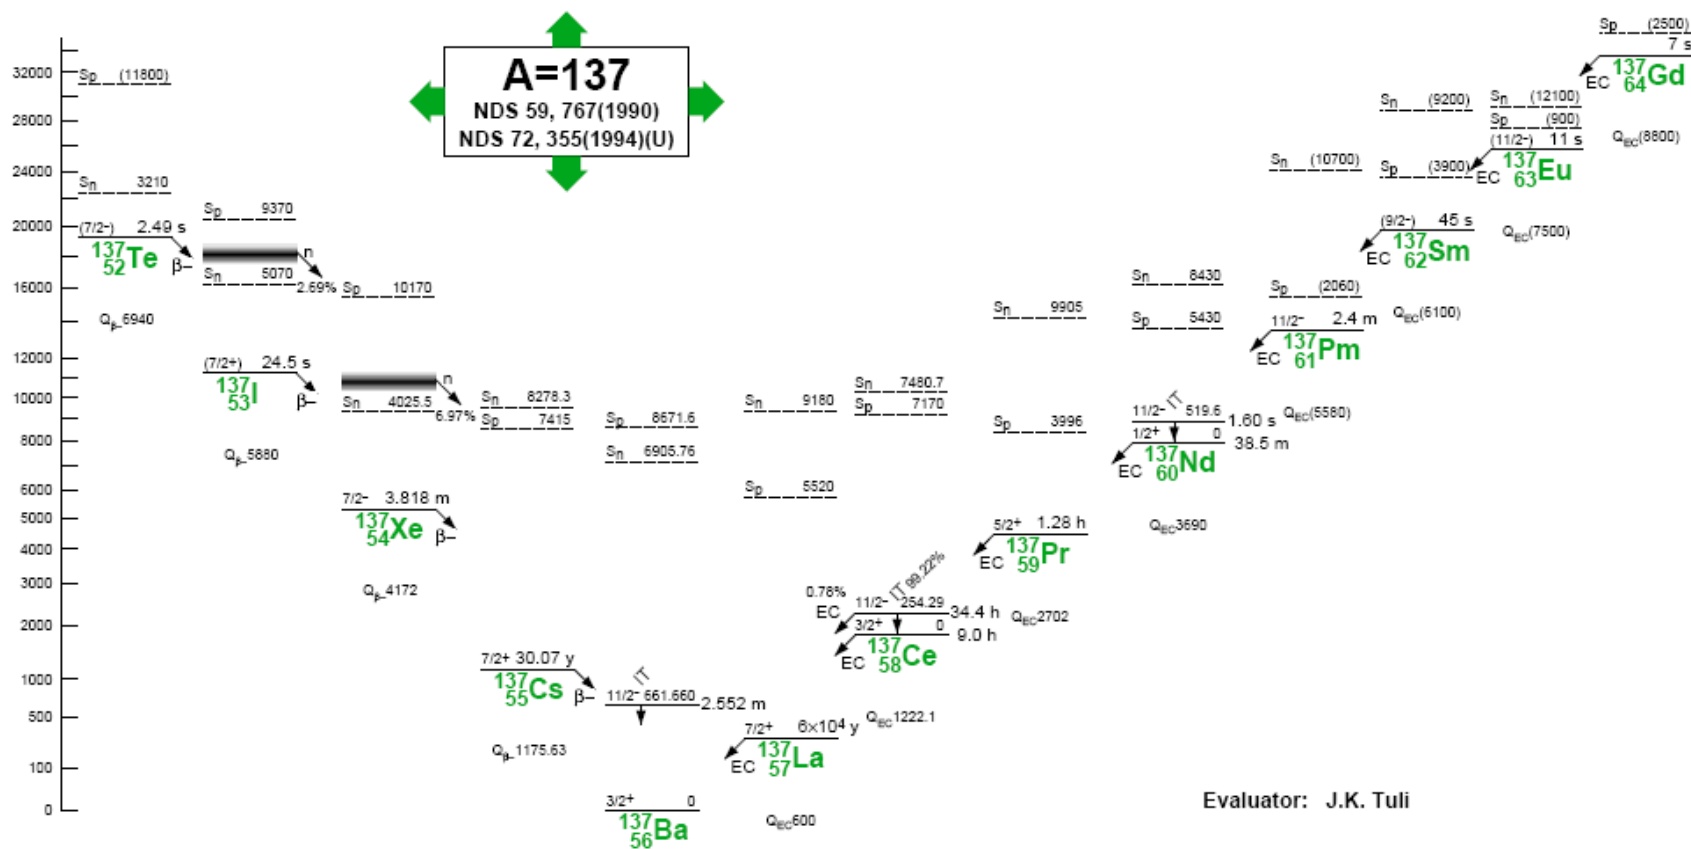 A=137
NDS 59, 767(1990)
NDS 72, 355(1994)(U)
32000
28000
24000
20000
16000
12000
10000
8000
6000
5000
4000
3000
2000
1000
500
100
0
Sp (11800)
Sn 3210
(7/2−) 2.49 s
137 52 Te β−
Qβ−6940
Sp 9370
n
Sn 5070
2.69%
(7/2+) 24.5 s
137 53 I β−
Qβ−5880
Sp 10170
n
Sn 4025.5
6.97%
7/2− 3.818 m
137 54 Xe β−
Qβ−4172
Sn 8278.3
Sp 7415
7/2+ 30.07 y
137 55 Cs β−
Qβ−1175.63
Sp 8671.6
Sn 6905.76
IT
11/2− 661.660 2.552 m
3/2+ 0
137 56 Ba
Sn 9180
Sp 5520
7/2+ 6×10⁴ y
EC 137 57 La
QEC600
Sn 7480.7
Sp 7170
IT 99.22%
0.78%
EC 11/2− 254.29 34.4 h
3/2+ 0 9.0 h
EC 137 58 Ce
QEC1222.1
Sn 9905
Sp 3996
5/2+ 1.28 h
EC 137 59 Pr
QEC2702
Sn 8430
Sp 5430
IT
11/2− 519.6 1.60 s
1/2+ 0 38.5 m
EC 137 60 Nd
QEC3690
Sn (10700)
Sp (2060)
11/2− 2.4 m
EC 137 61 Pm
QEC(5580)
Sn (9200)
Sp (3900)
(9/2−) 45 s
EC 137 62 Sm
QEC(6100)
Sn (12100)
Sp (900)
(11/2−) 11 s
EC 137 63 Eu
QEC(7500)
Sp (2500)
7 s
EC 137 64 Gd
QEC(8800)
Evaluator: J.K. Tuli